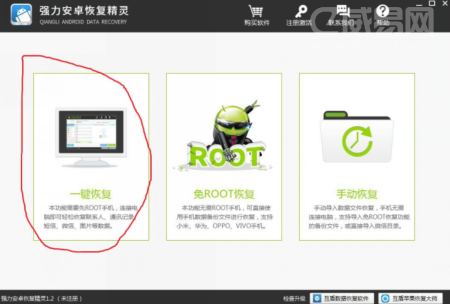 强力安卓恢复精灵
QIANGLI ANDROID DATA RECOVERY
购买软件 注册激活 联系我们 帮助
威易网
ROOT
一键恢复
本功能需要先ROOT手机，连接电
脑即可轻松恢复联系人、通讯记录
短信、微信、图片等数据。
免ROOT恢复
本功能无需ROOT手机，可直接使
用手机数据备份文件进行恢复，支持
小米、华为、OPPO、VIVO手机。
手动恢复
手动导入数据文件恢复，手机无需
连接电脑，支持导入免ROOT恢复功能
的备份文件，或直接导入微信目录。
强力安卓恢复精灵1.2 （未注册）
检查升级 互盾数据恢复软件 互盾苹果恢复大师